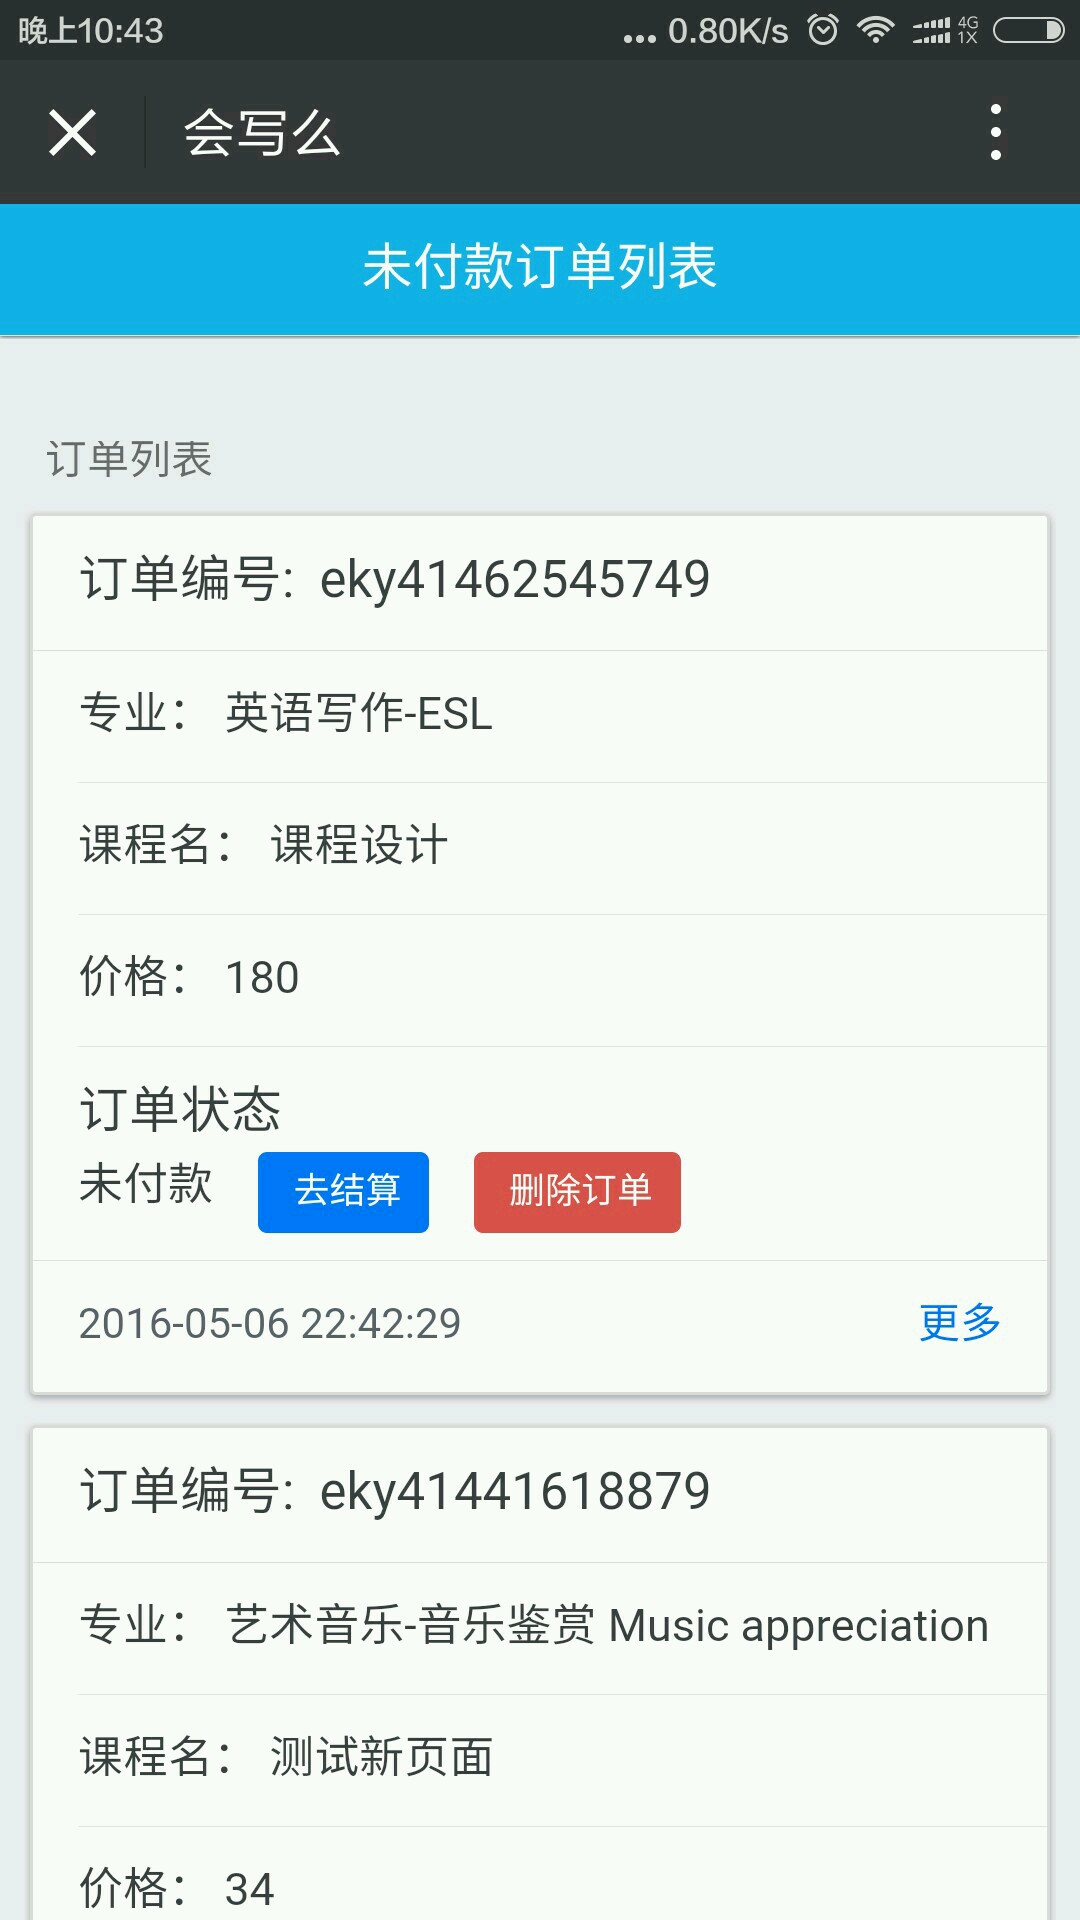 晚上10:43
... 0.80K/s
4G
1X
会写么
未付款订单列表
订单列表
订单编号: eky41462545749
专业： 英语写作-ESL
课程名： 课程设计
价格： 180
订单状态
未付款 去结算 删除订单
2016-05-06 22:42:29 更多
订单编号: eky41441618879
专业： 艺术音乐-音乐鉴赏 Music appreciation
课程名： 测试新页面
价格： 34